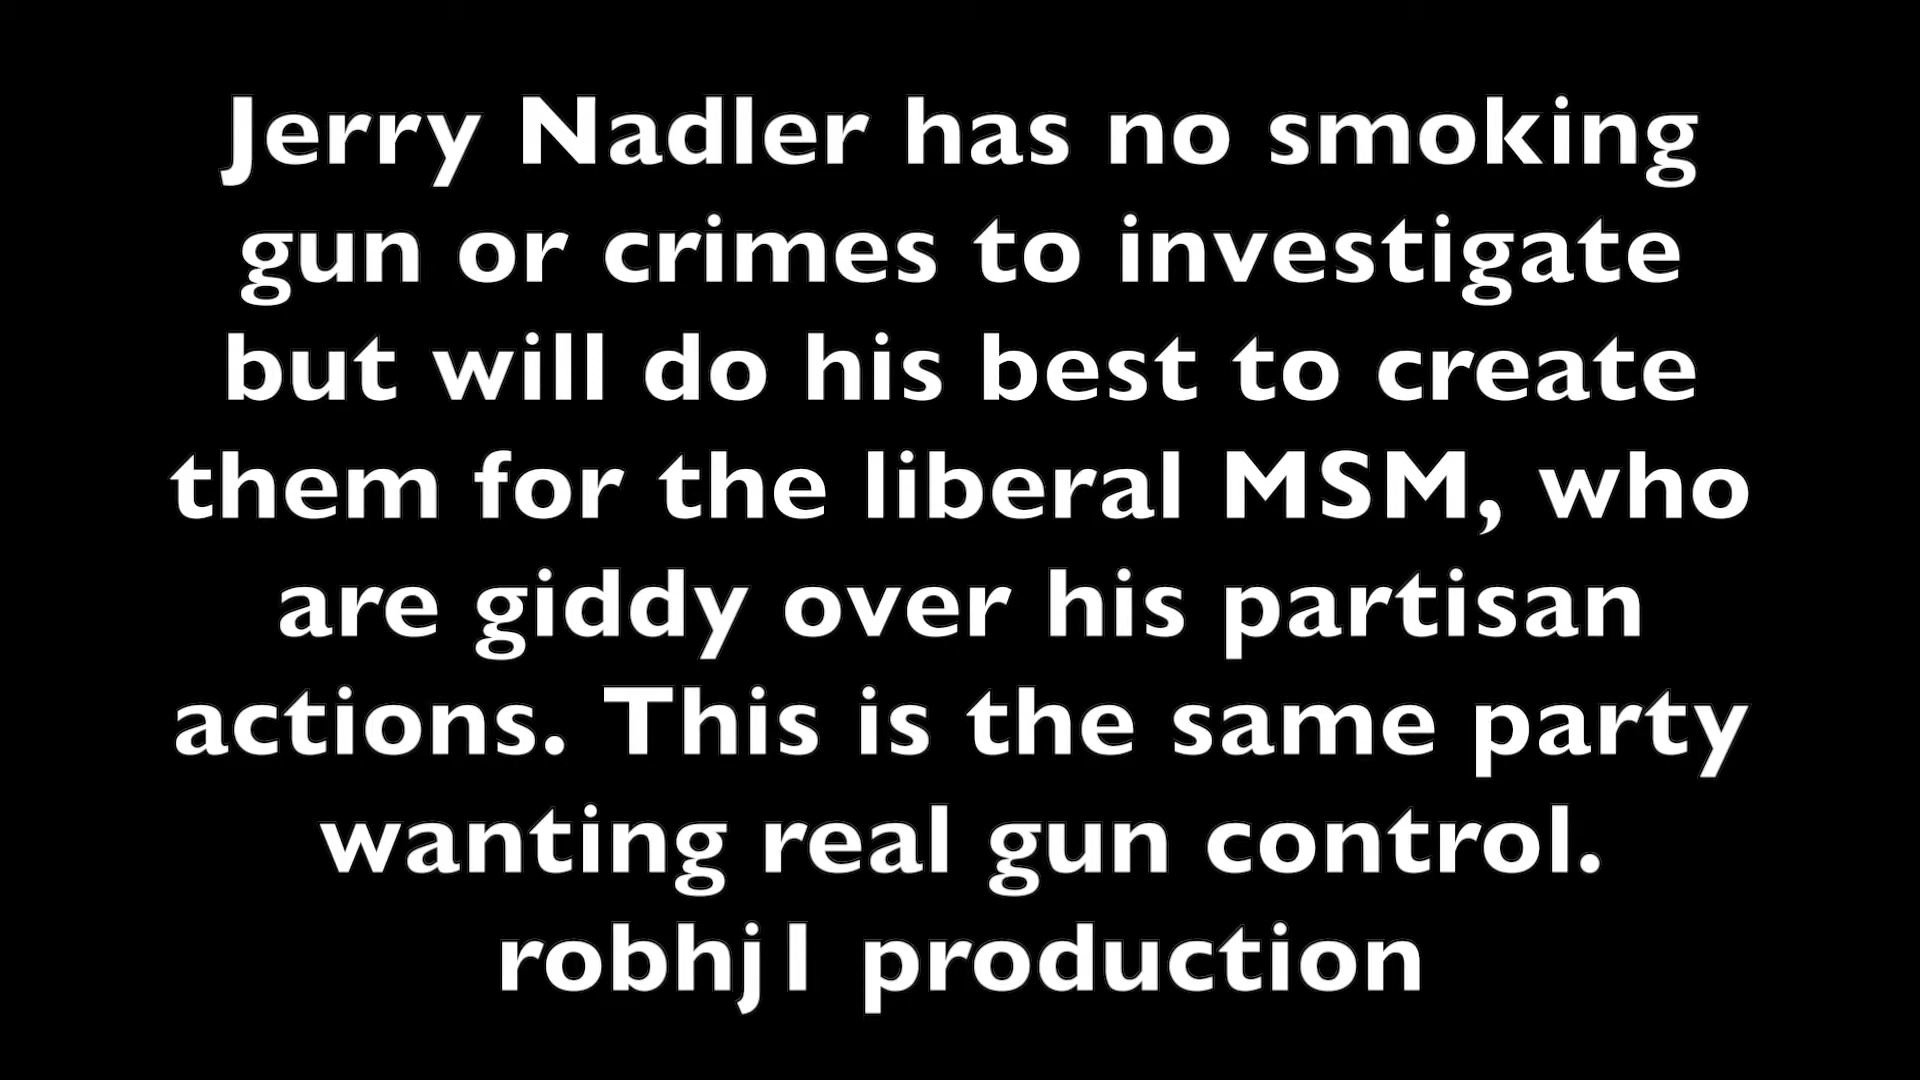 Jerry Nadler has no smoking
gun or crimes to investigate
but will do his best to create
them for the liberal MSM, who
are giddy over his partisan
actions. This is the same party
wanting real gun control.
robhj1 production